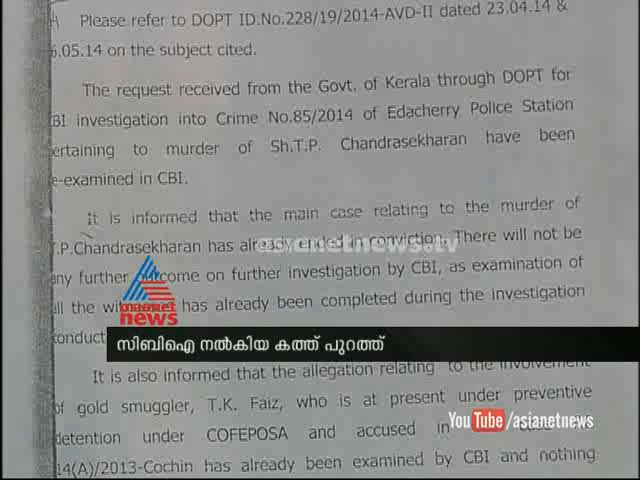 Please refer to DOPT ID.No.228/19/2014-AVD-II dated 23.04.14 &
.05.14 on the subject cited.
The request received from the Govt. of Kerala through DOPT for
BI investigation into Crime No.85/2014 of Edacherry Police Station
ertaining to murder of Sh.T.P. Chandrasekharan have been
e-examined in CBI.
It is informed that the main case relating to the murder of
.P.Chandrasekharan has already ended in conviction. There will not be
asianetnews.tv
ny further outcome on further investigation by CBI, as examination of
ll the has already been completed during the investigation
asianet
news
conduct
സിബിഐ നൽകിയ കത്ത് പുറത്ത്
It is also informed that the allegation relating to the involvement
of gold smuggler, T.K. Faiz, who is at present under preventive
YouTube/asianetnews
detention under COFEPOSA and accused in
14(A)/2013-Cochin has already been examined by CBI and nothing